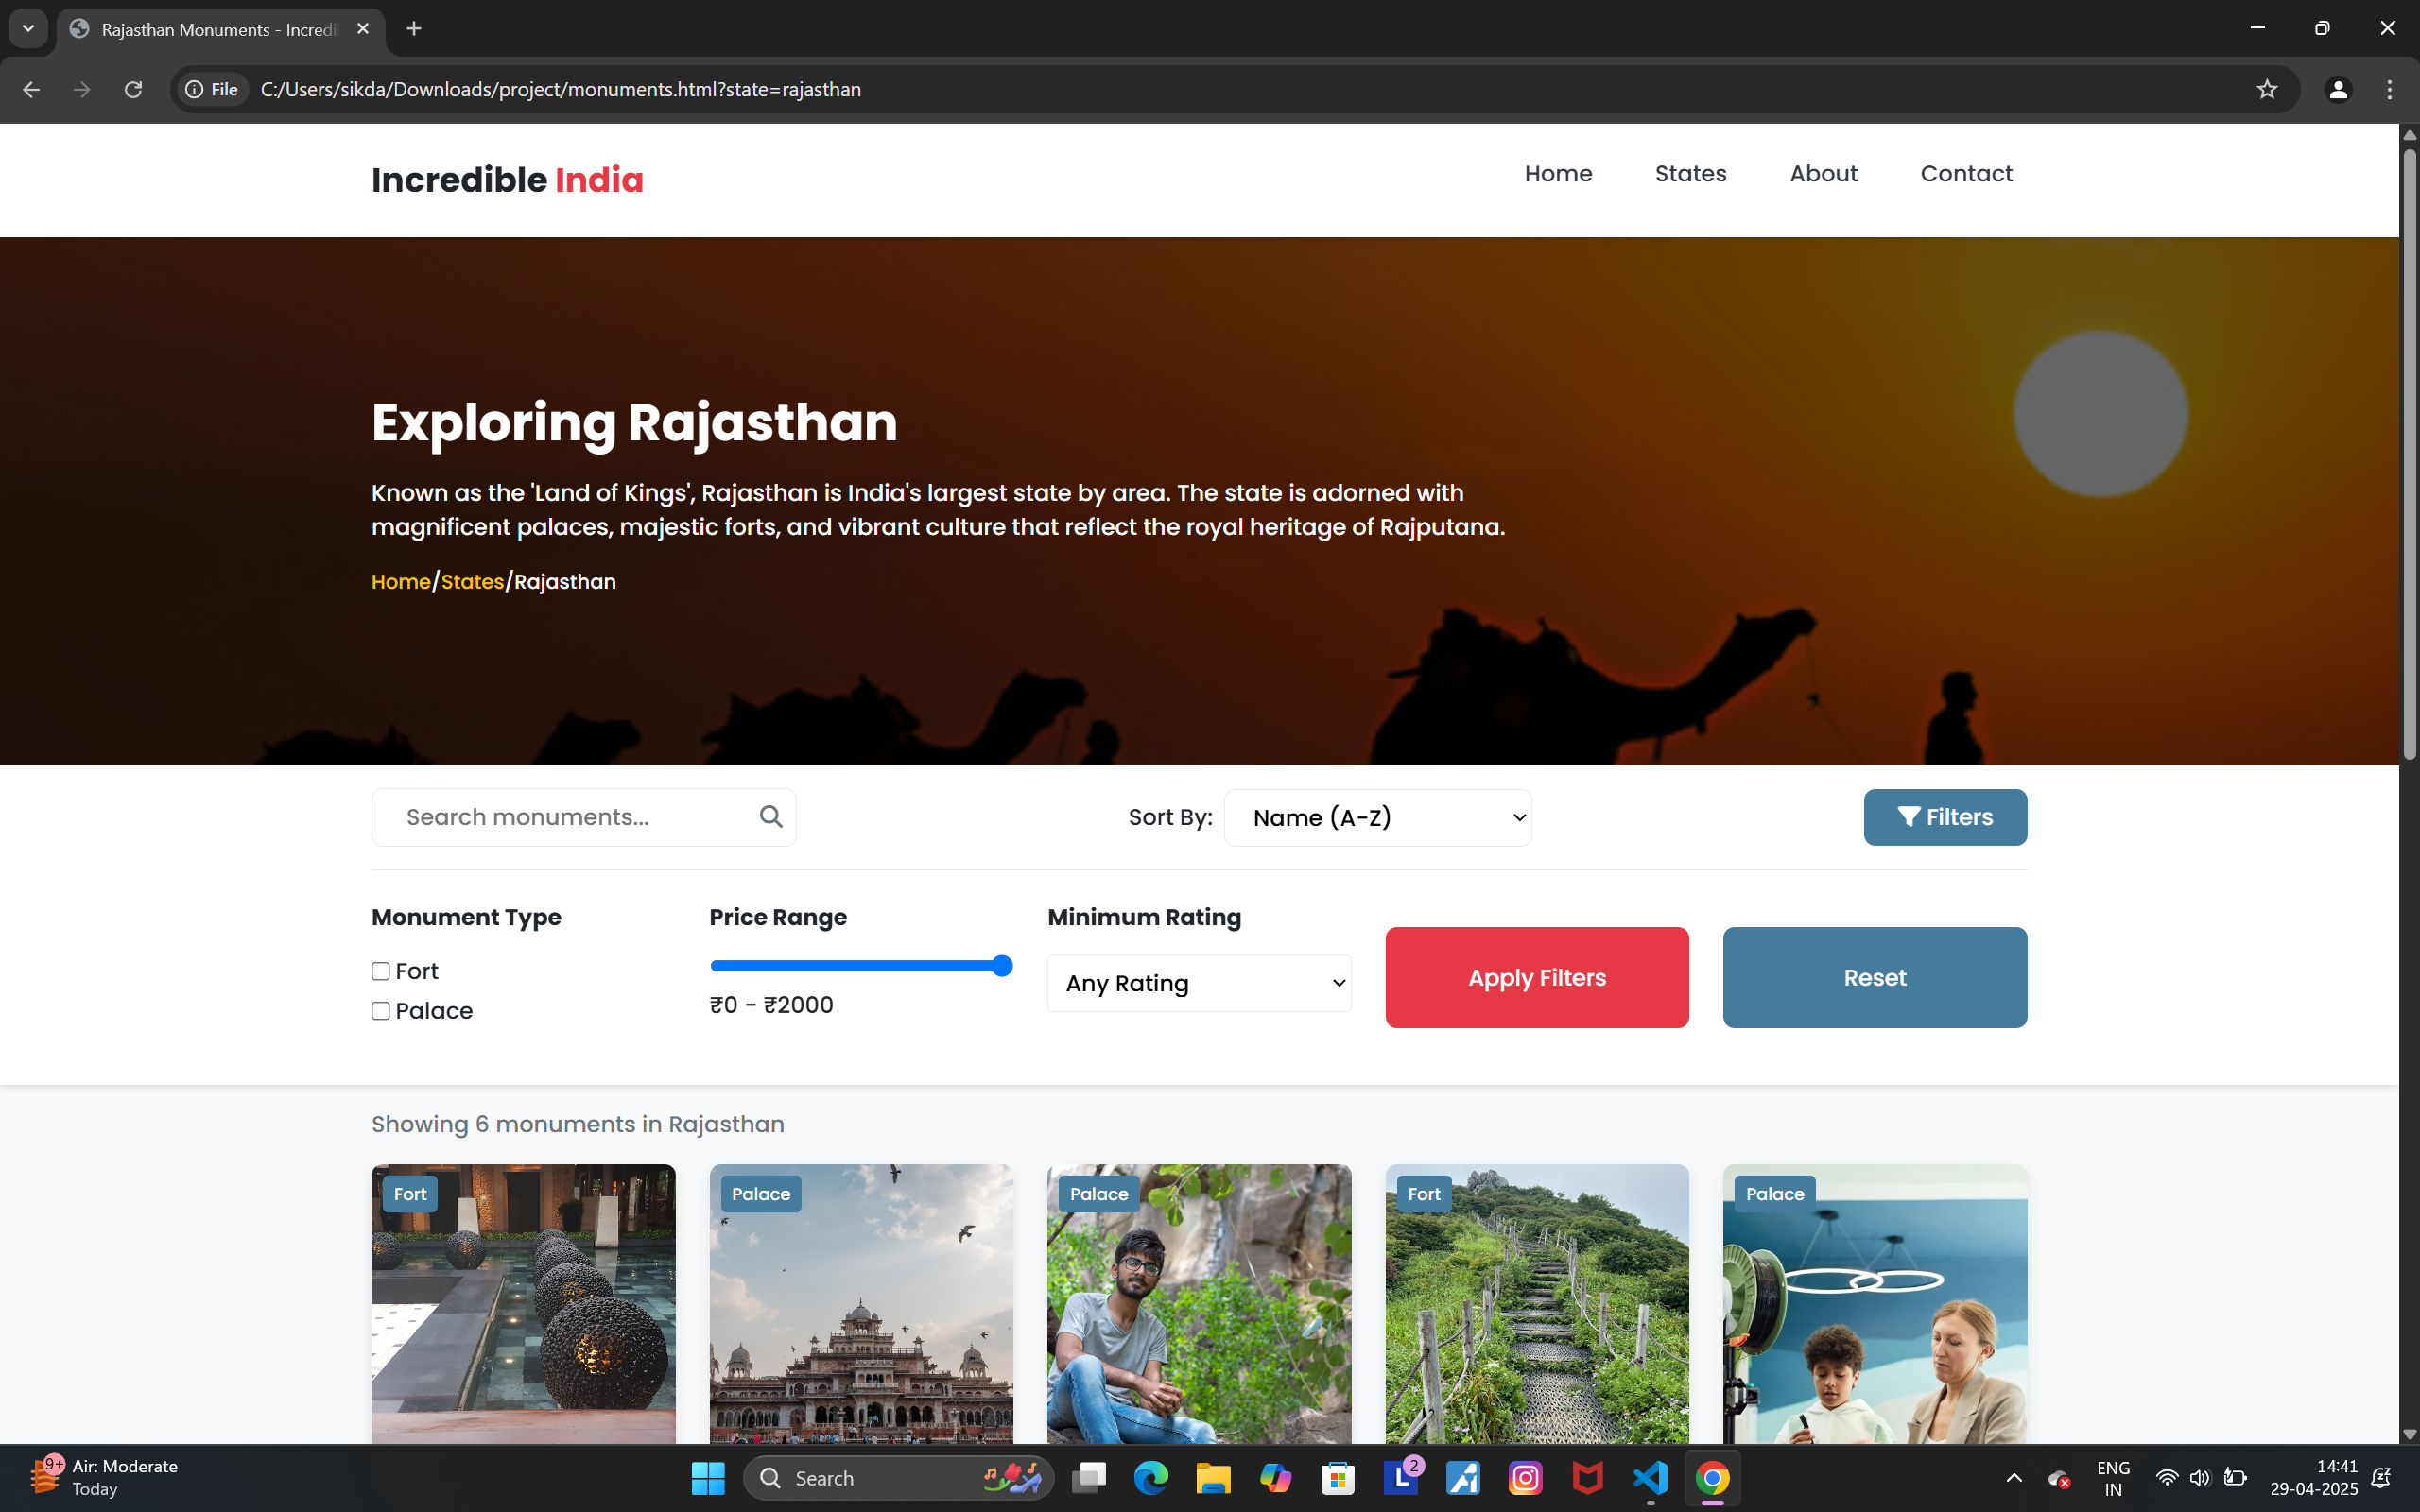 Rajasthan Monuments - Incredi
File
C:/Users/sikda/Downloads/project/monuments.html?state=rajasthan
Incredible India
Home
States
About
Contact
Exploring Rajasthan
Known as the 'Land of Kings', Rajasthan is India's largest state by area. The state is adorned with
magnificent palaces, majestic forts, and vibrant culture that reflect the royal heritage of Rajputana.
Home/States/Rajasthan
Search monuments...
Sort By:
Name (A-Z)
Filters
Monument Type
Fort
Palace
Price Range
₹0 - ₹2000
Minimum Rating
Any Rating
Apply Filters
Reset
Showing 6 monuments in Rajasthan
Fort
Palace
Palace
Fort
Palace
9+
Air: Moderate
Today
Search
L
2
ENG
IN
14:41
29-04-2025